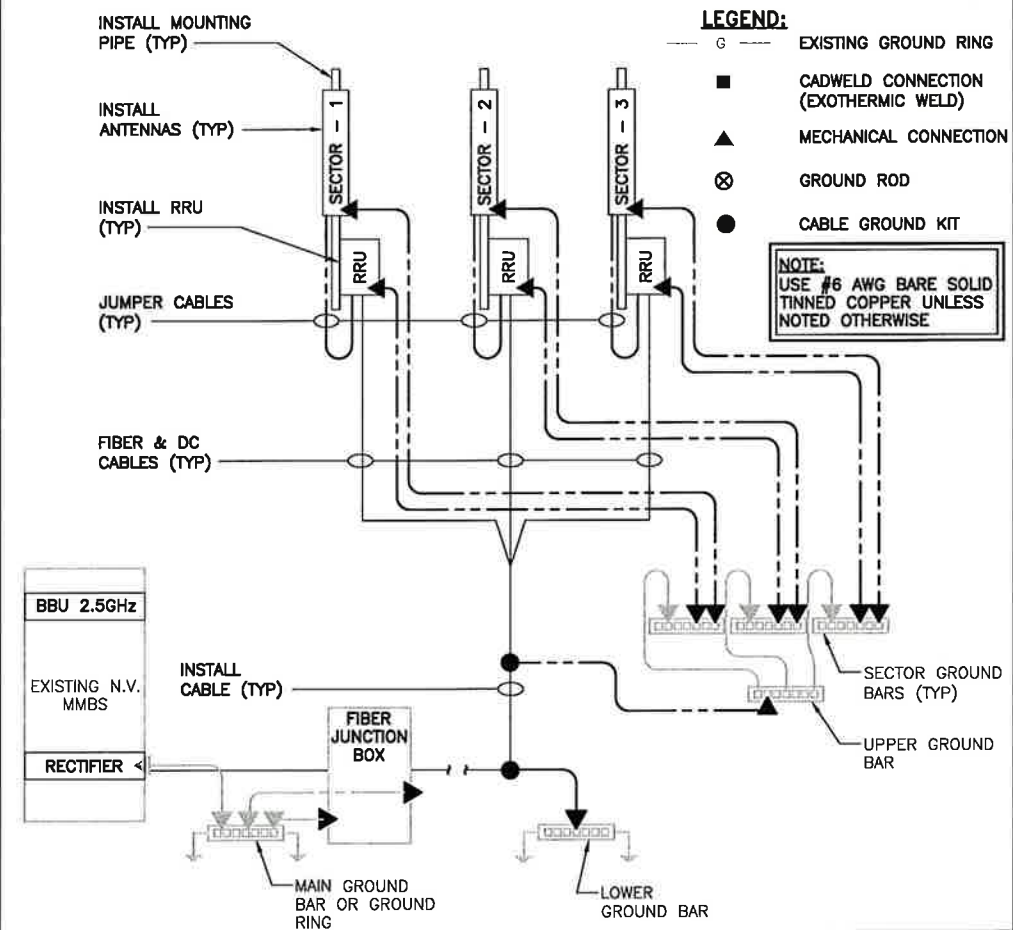 INSTALL MOUNTING
PIPE (TYP)
INSTALL
ANTENNAS (TYP)
INSTALL RRU
(TYP)
JUMPER CABLES
(TYP)
FIBER & DC
CABLES (TYP)
SECTOR - 1
SECTOR - 2
SECTOR - 3
RRU
RRU
RRU
LEGEND:
G EXISTING GROUND RING
CADWELD CONNECTION
(EXOTHERMIC WELD)
MECHANICAL CONNECTION
GROUND ROD
CABLE GROUND KIT
NOTE:
USE #6 AWG BARE SOLID
TINNED COPPER UNLESS
NOTED OTHERWISE
BBU 2.5GHz
EXISTING N.V.
MMBS
RECTIFIER
INSTALL
CABLE (TYP)
FIBER
JUNCTION
BOX
SECTOR GROUND
BARS (TYP)
UPPER GROUND
BAR
MAIN GROUND
BAR OR GROUND
RING
LOWER
GROUND BAR